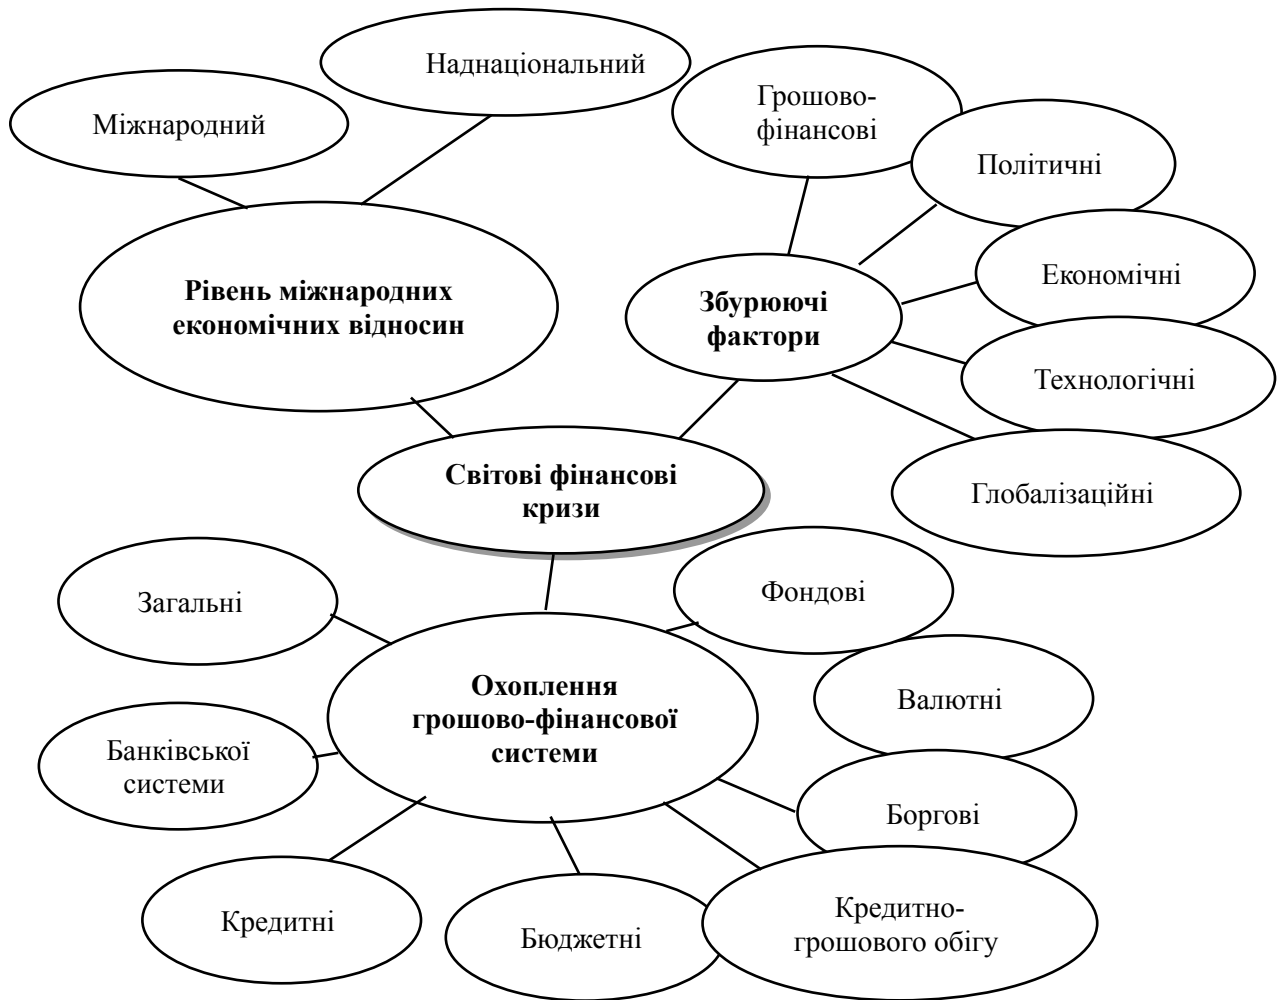 Наднаціональний
Міжнародний
Грошово-
фінансові
Політичні
Економічні
Рівень міжнародних
економічних відносин
Збурюючі
фактори
Технологічні
Світові фінансові
кризи
Глобалізаційні
Загальні
Фондові
Охоплення
грошово-фінансової
системи
Валютні
Банківської
системи
Боргові
Кредитні
Бюджетні
Кредитно-
грошового обігу